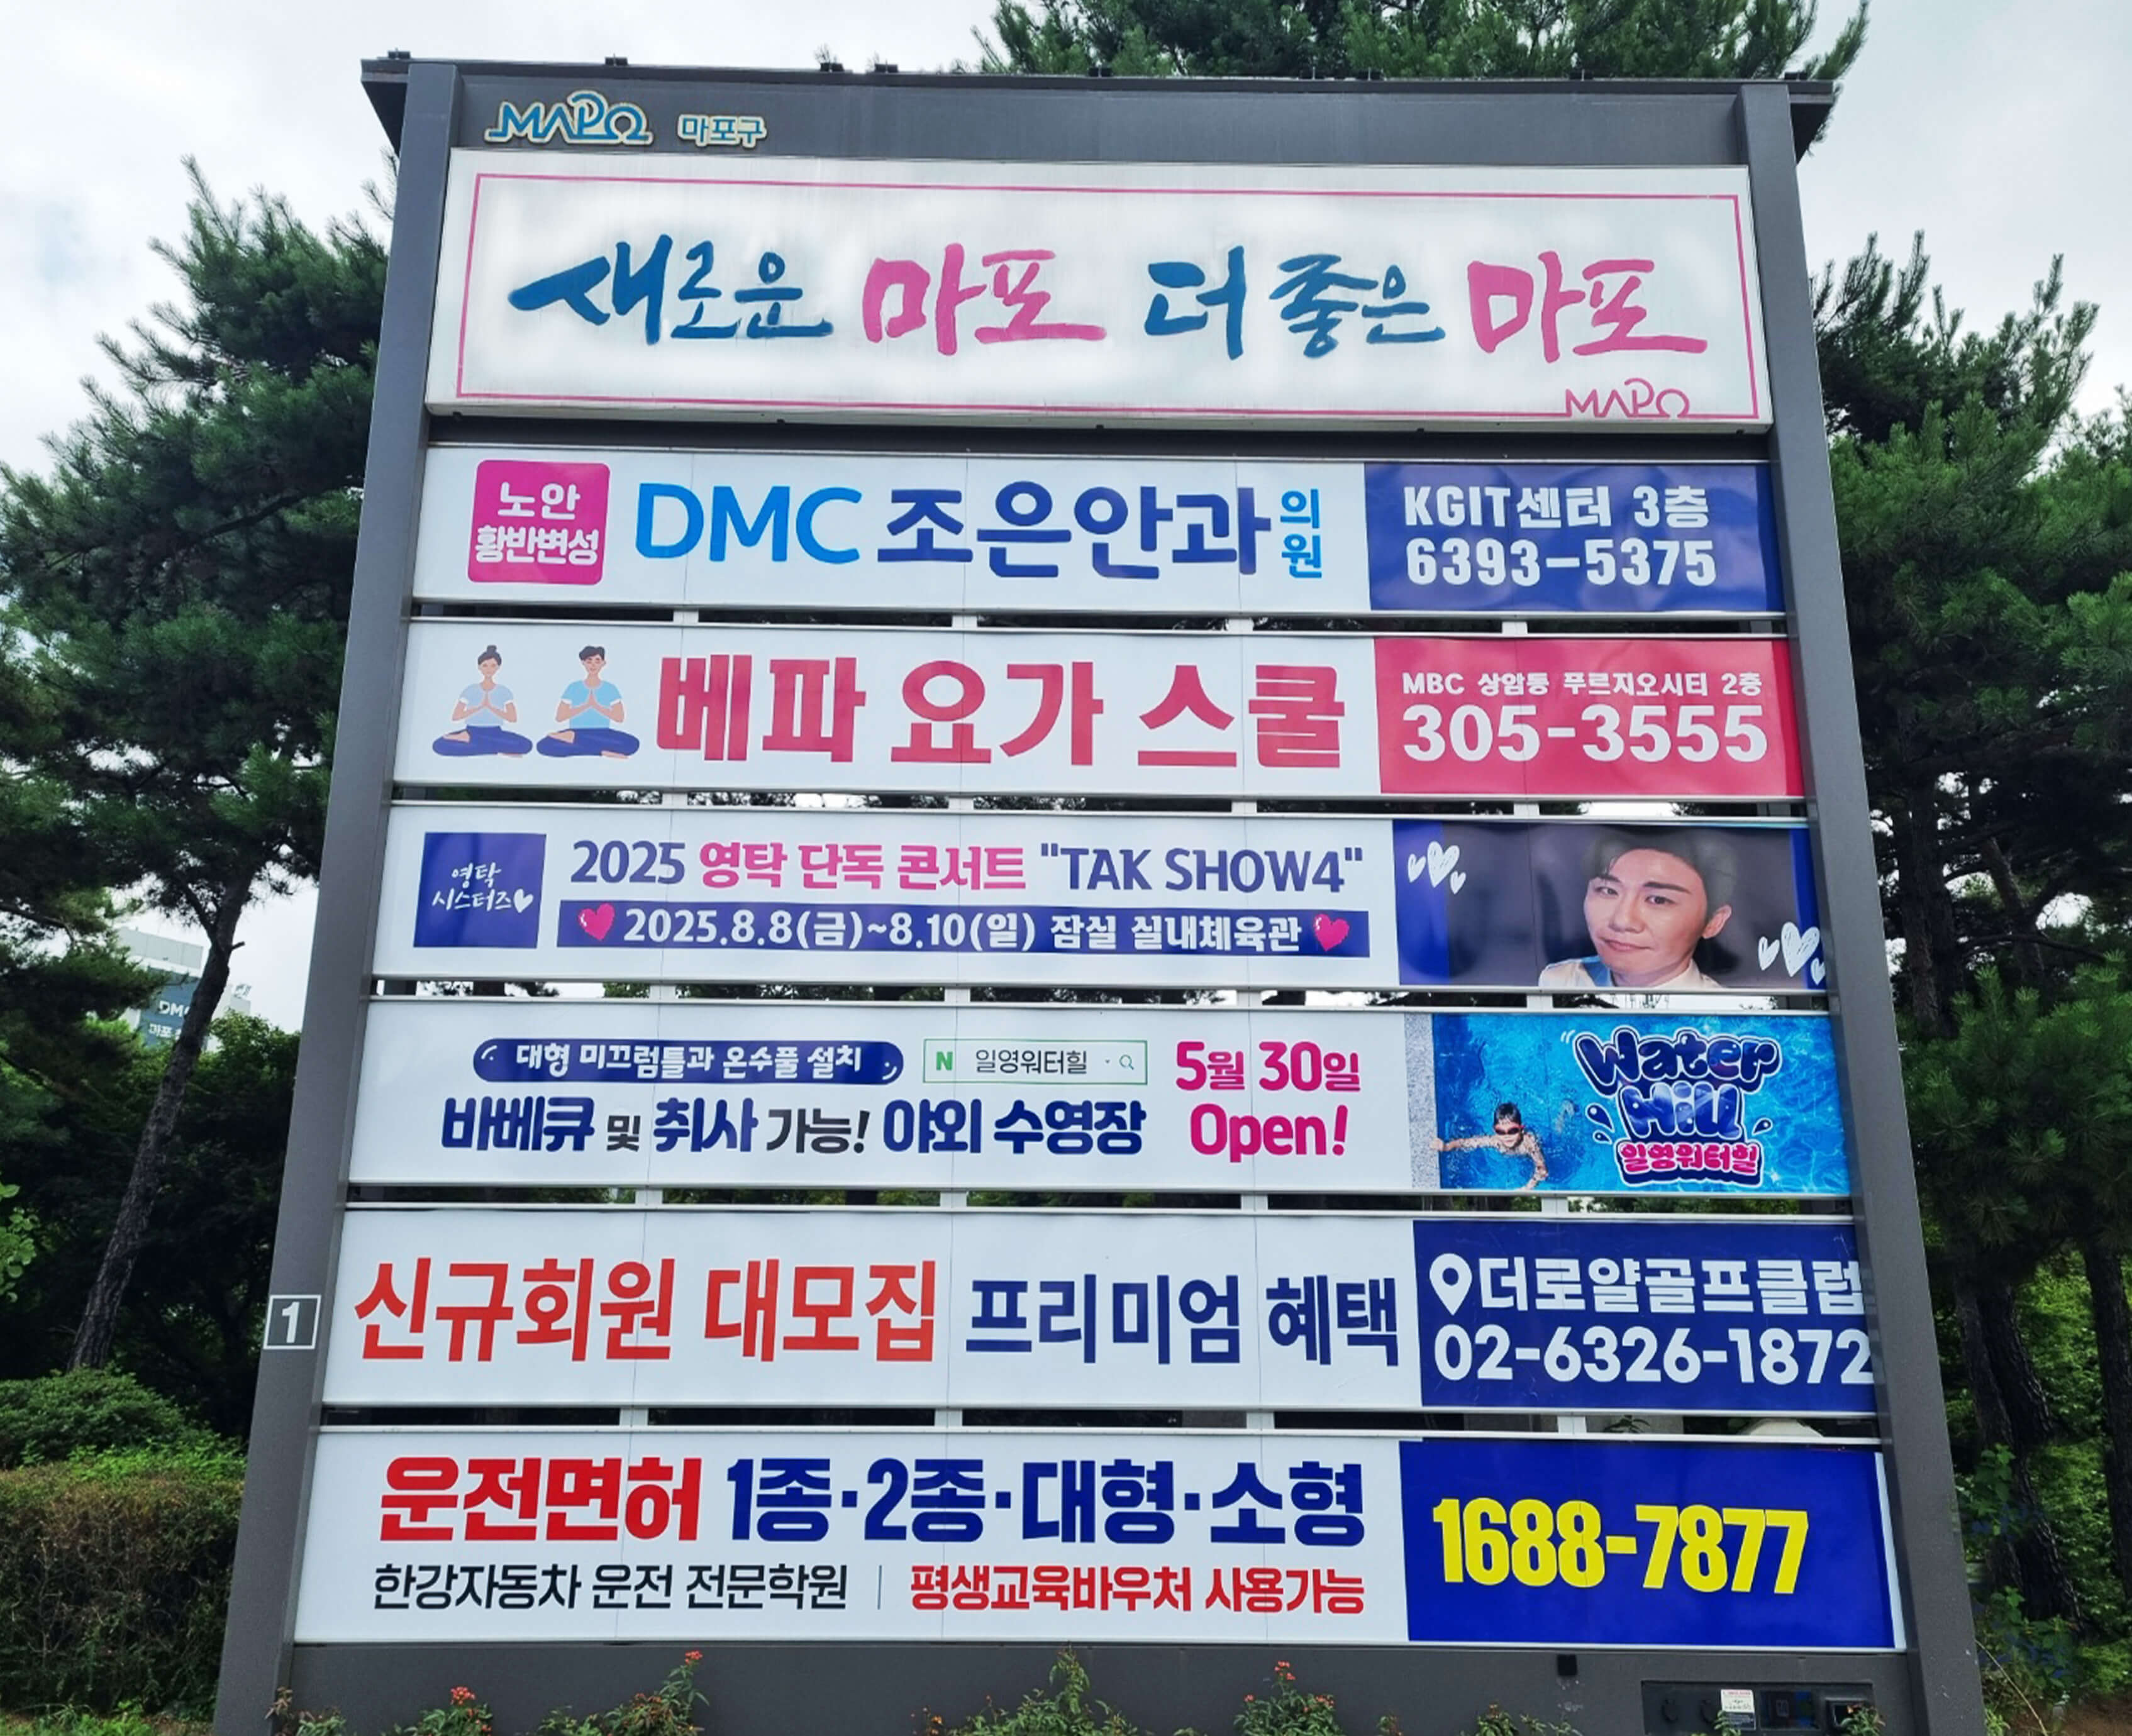 MAPO 마포구
새로운 마포 더 좋은 마포
MAPO
노안
황반변성
DMC 조은안과의원
KGIT센터 3층
6393-5375
베파 요가 스쿨
MBC 상암동 푸르지오시티 2층
305-3555
영탁
시스터즈
2025 영탁 단독 콘서트 "TAK SHOW4"
2025.8.8(금)~8.10(일) 잠실 실내체육관
대형 미끄럼틀과 온수풀 설치
N 일영워터힐
바베큐 및 취사 가능! 야외 수영장
5월 30일
Open!
Water
Hill
일영워터힐
신규회원 대모집 프리미엄 혜택
더로얄골프클럽
02-6326-1872
1
운전면허 1종·2종·대형·소형
한강자동차 운전 전문학원 | 평생교육바우처 사용가능
1688-7877